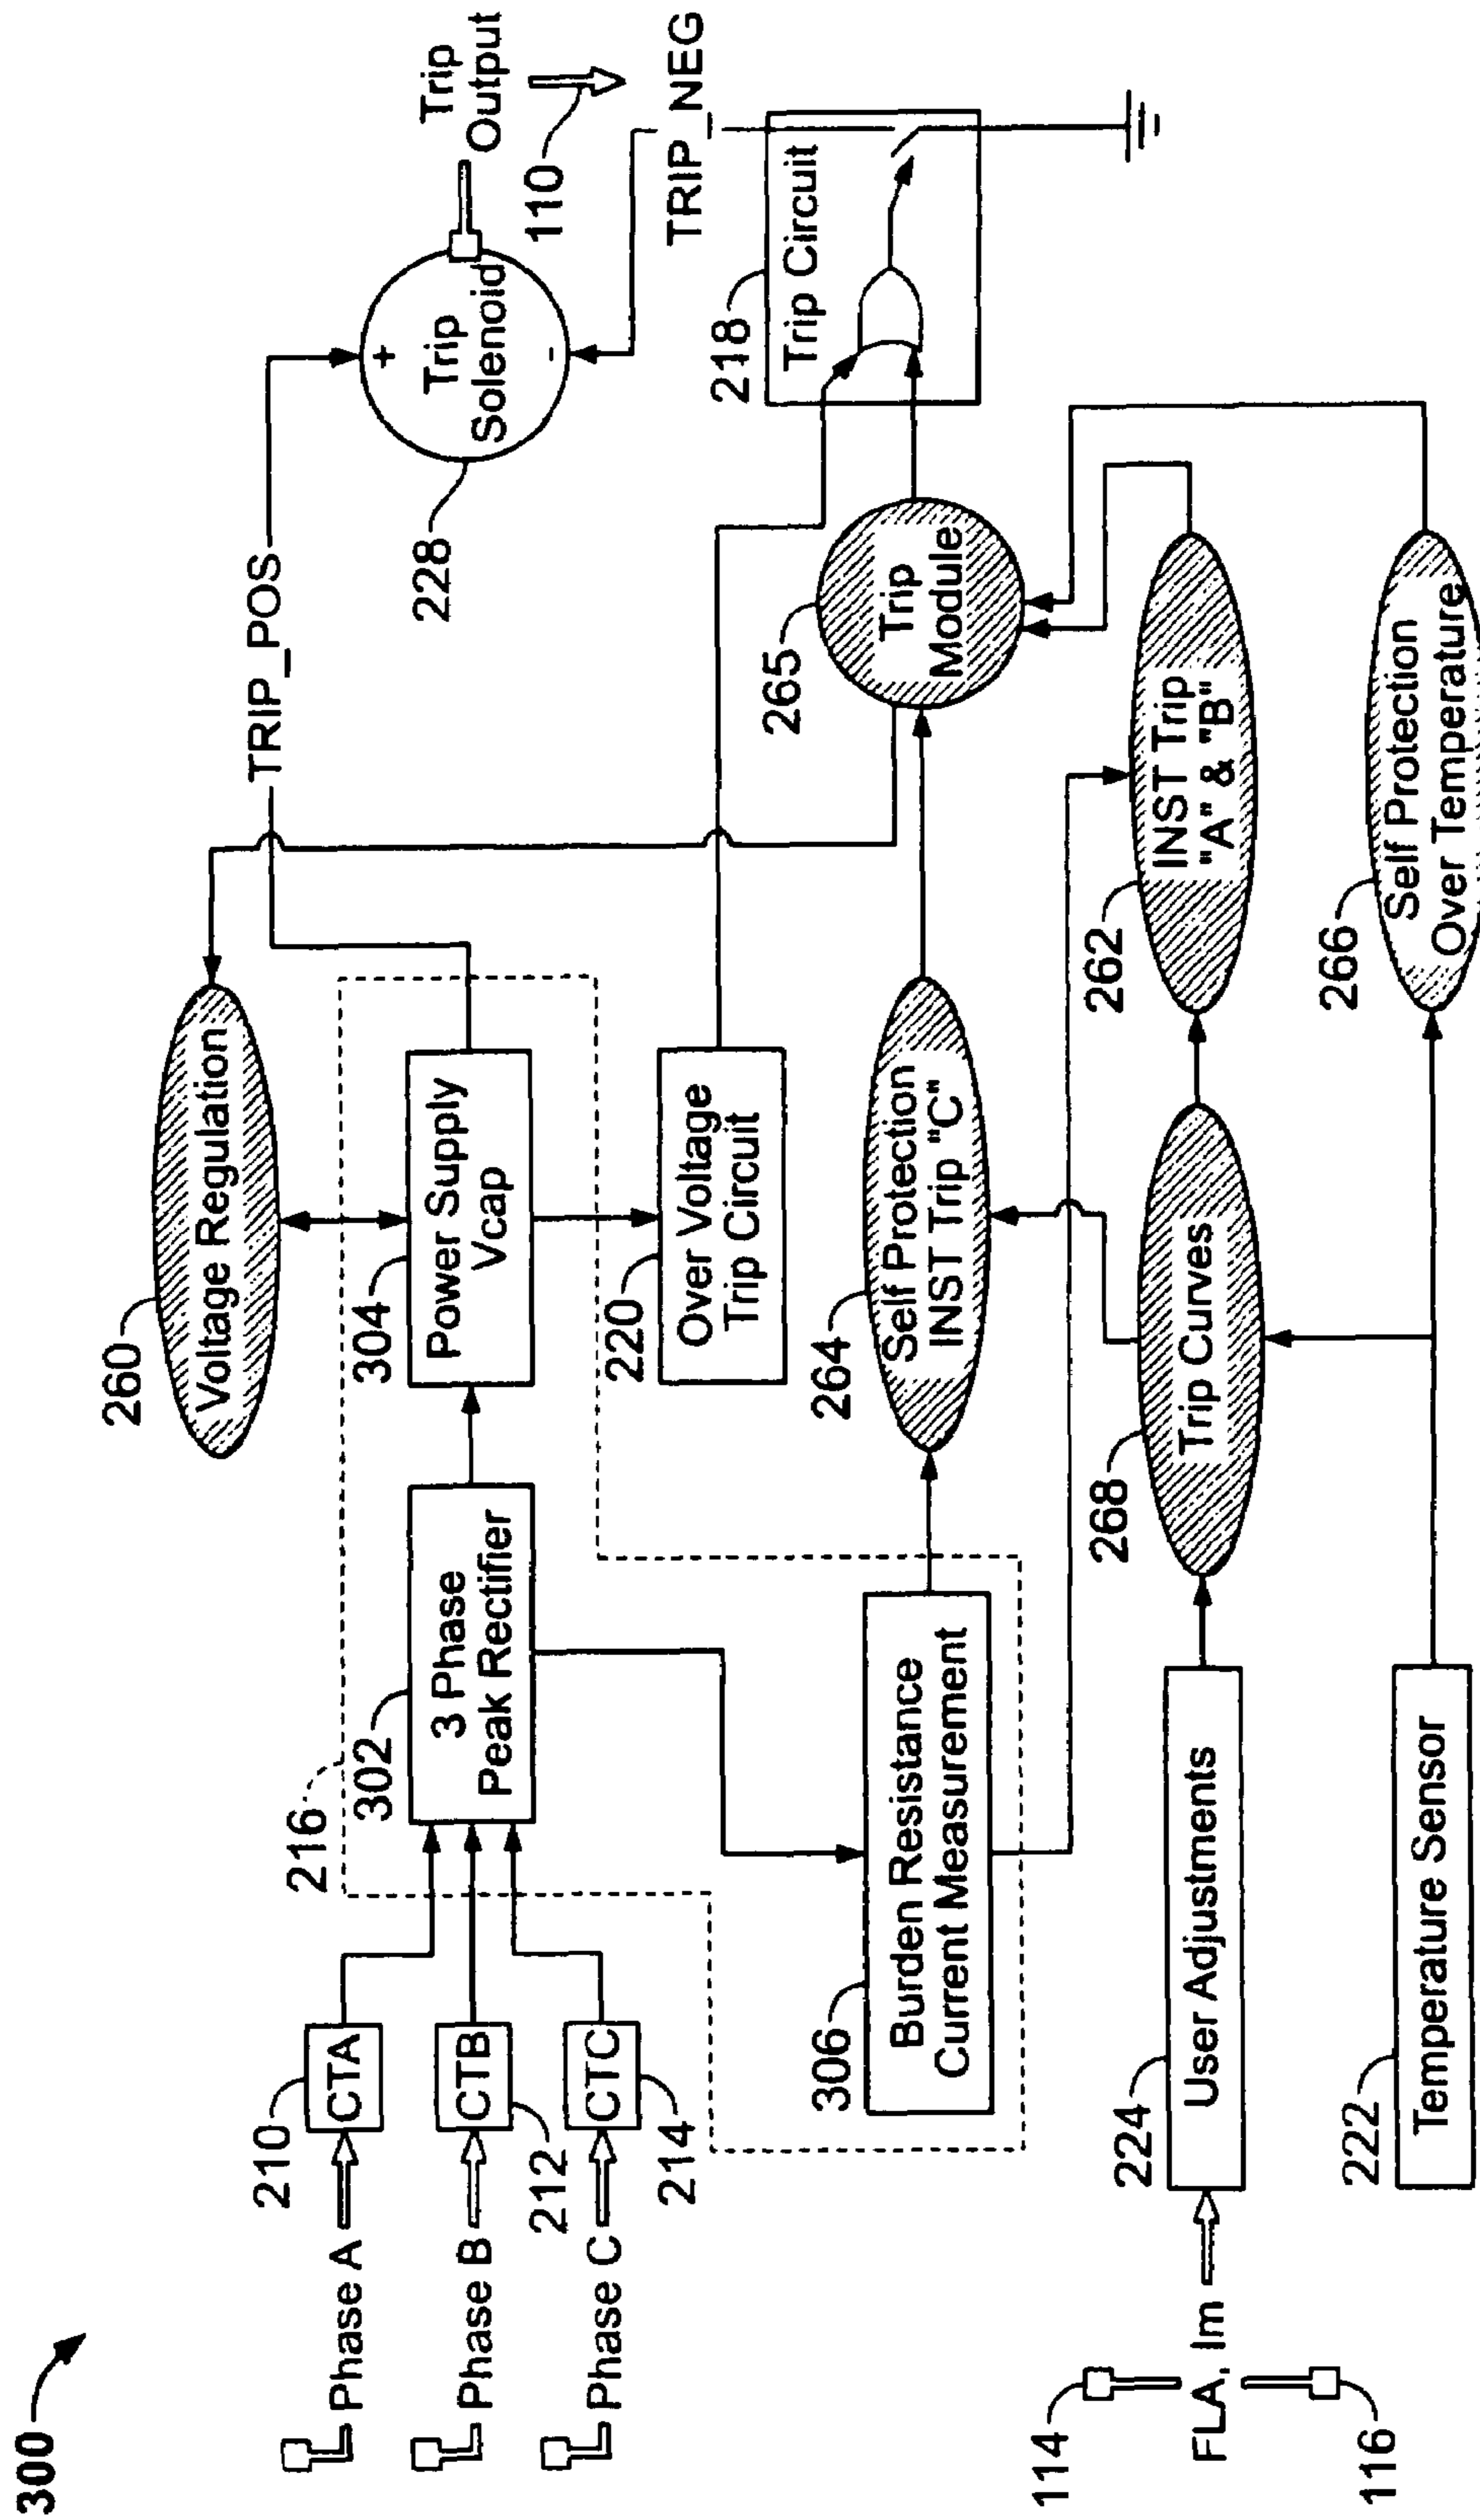 300
Phase A
Phase B
Phase C
210
CTA
212
CTB
214
CTC
216
302
3 Phase
Peak Rectifier
304
Power Supply
Vcap
260
Voltage Regulation
TRIP_POS
228
+
Trip
Solenoid
-
Trip
Output
110
TRIP_NEG
220
Over Voltage
Trip Circuit
218
Trip Circuit
306
Burden Resistance
Current Measurement
264
Self Protection
INST Trip "C"
265
Trip
Module
114
FLA, Im
116
224
User Adjustments
268
Trip Curves
262
INST Trip
"A" & "B"
222
Temperature Sensor
266
Self Protection
Over Temperature